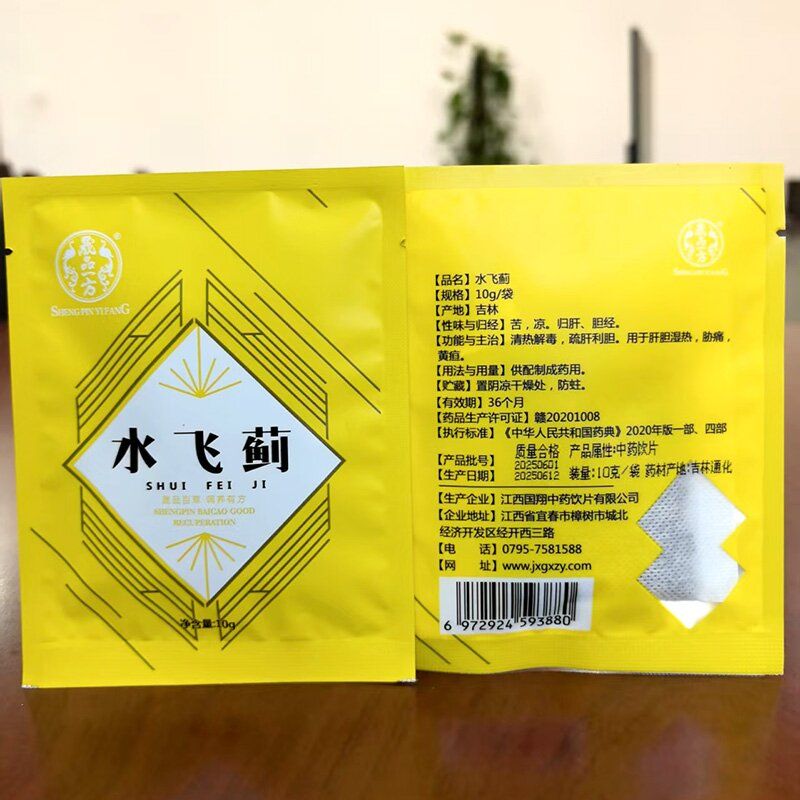 晟品一方
®
SHENG PIN YI FANG
水飞蓟
SHUI FEI JI
晟品百草 调养有方
SHENGPIN BAICAO GOOD
RECUPERATION
净含量:10g
晟品一方
®
SHENG PIN YI FANG
【品名】水飞蓟
【规格】10g/袋
【产地】吉林
【性味与归经】苦，凉。归肝、胆经。
【功能与主治】清热解毒，疏肝利胆。用于肝胆湿热，胁痛，
黄疸。
【用法与用量】供配制成药用。
【贮藏】置阴凉干燥处，防蛀。
【有效期】36个月
【药品生产许可证】赣20201008
【执行标准】《中华人民共和国药典》2020年版一部、四部
质量合格 产品属性:中药饮片
【产品批号】20250601
【生产日期】20250612 装量:10克/袋 药材产地:吉林通化
【生产企业】江西国翔中药饮片有限公司
【企业地址】江西省宜春市樟树市城北
经济开发区经开西三路
【电 话】0795-7581588
【网 址】www.jxgxzy.com
6 972924 593880